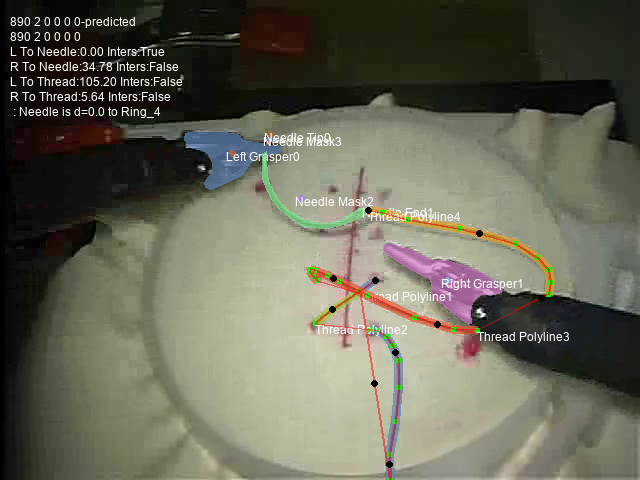 890 2 0 0 0 0-predicted
890 2 0 0 0 0
L To Needle:0.00 Inters:True
R To Needle:34.78 Inters:False
L To Thread:105.20 Inters:False
R To Thread:5.64 Inters:False
: Needle is d=0.0 to Ring_4
Needle Tip0
Needle Mask3
Left Grasper0
Needle Mask2
End1
Thread Polyline4
Right Grasper1
Thread Polyline1
Thread Polyline2
Thread Polyline3